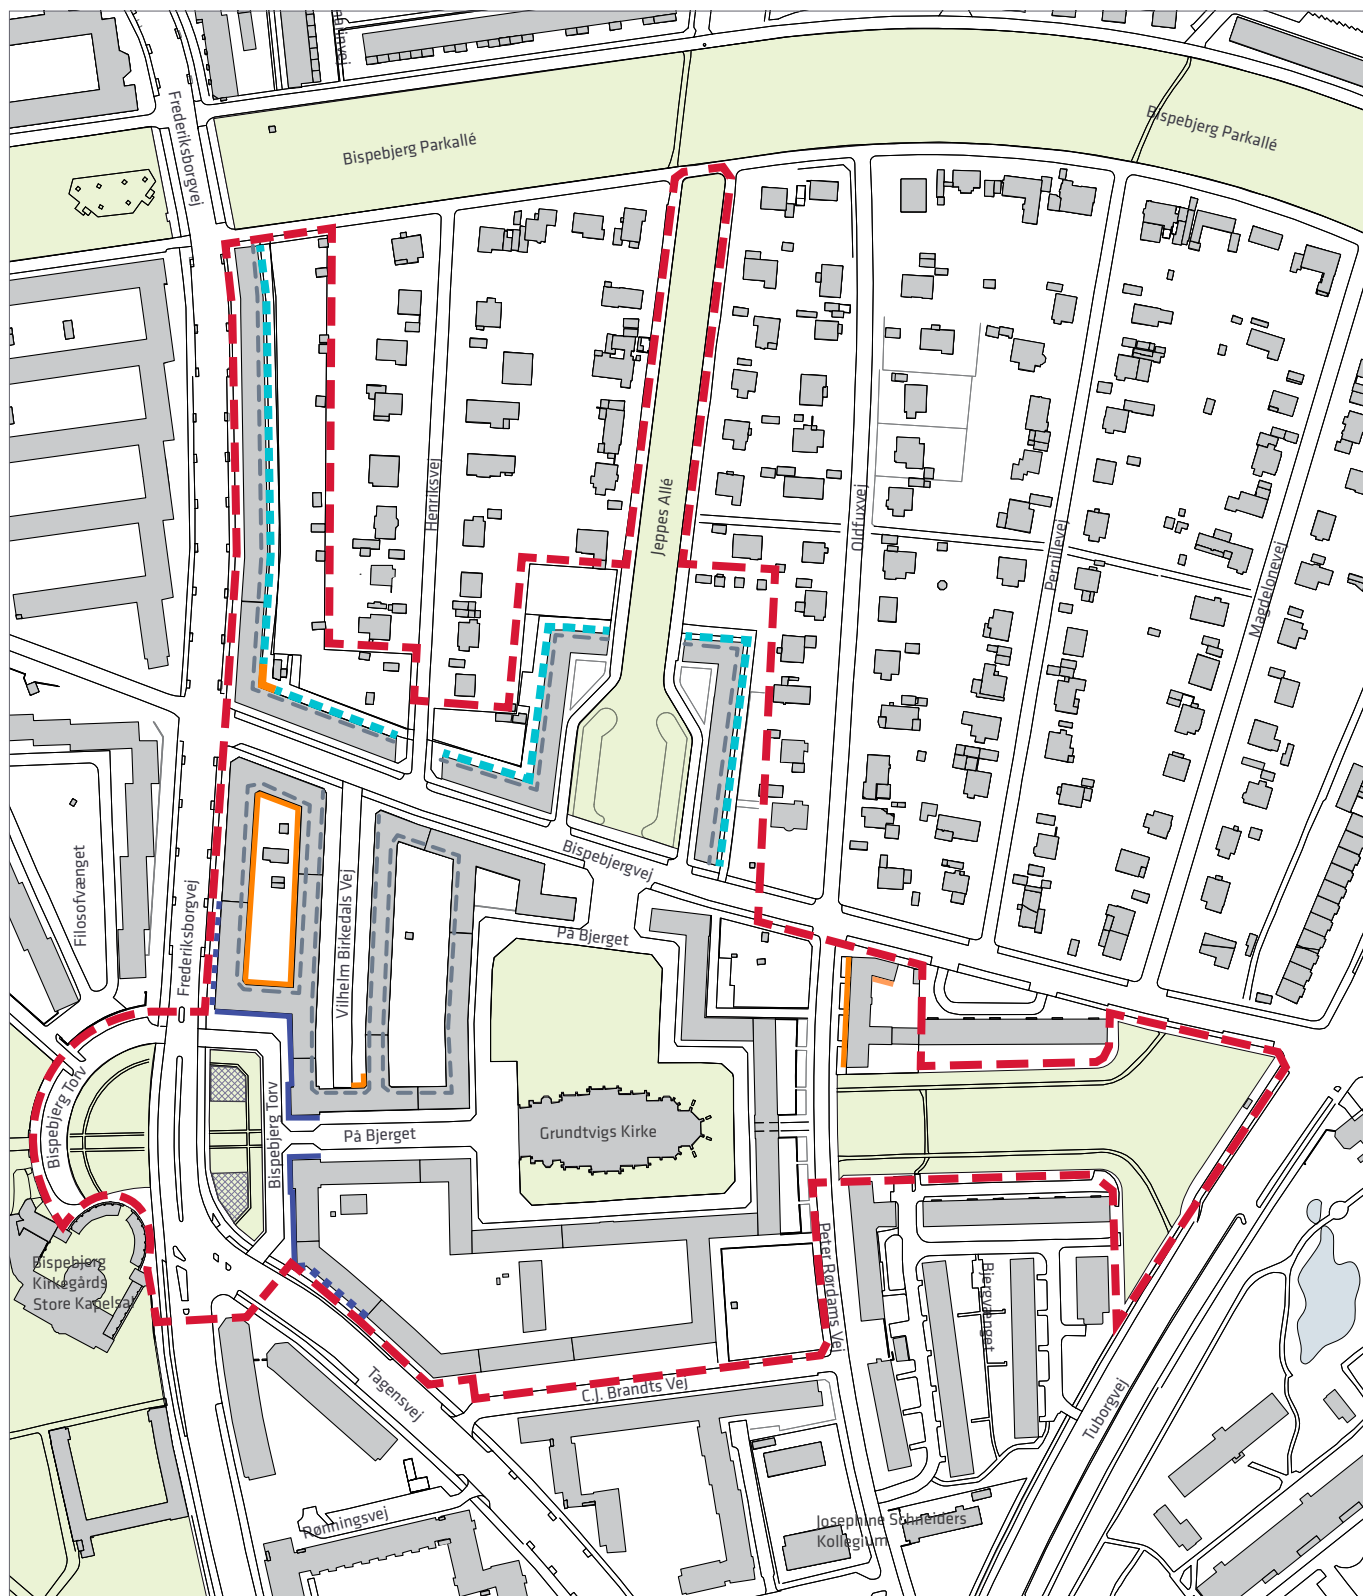 Frederiksborgvej
Bispebjerg Parkallé
Bispebjerg Parkallé
Henriksvej
Jeppes Allé
Oldfuxvej
Pernillevej
Magdelonevej
Filosofvænget
Frederiksborgvej
Vilhelm Birkedals Vej
Bispebjergvej
På Bjerget
Bispebjerg Torv
Bispebjerg Torv
På Bjerget
Grundtvigs Kirke
Bispebjerg
Kirkegårds
Store Kapelsal
Peter Rørdams Vej
Bjergvænget
Tagensvej
C.J. Brandts Vej
Tuborgvej
Rønningsvej
Josephine Schneiders
Kollegium